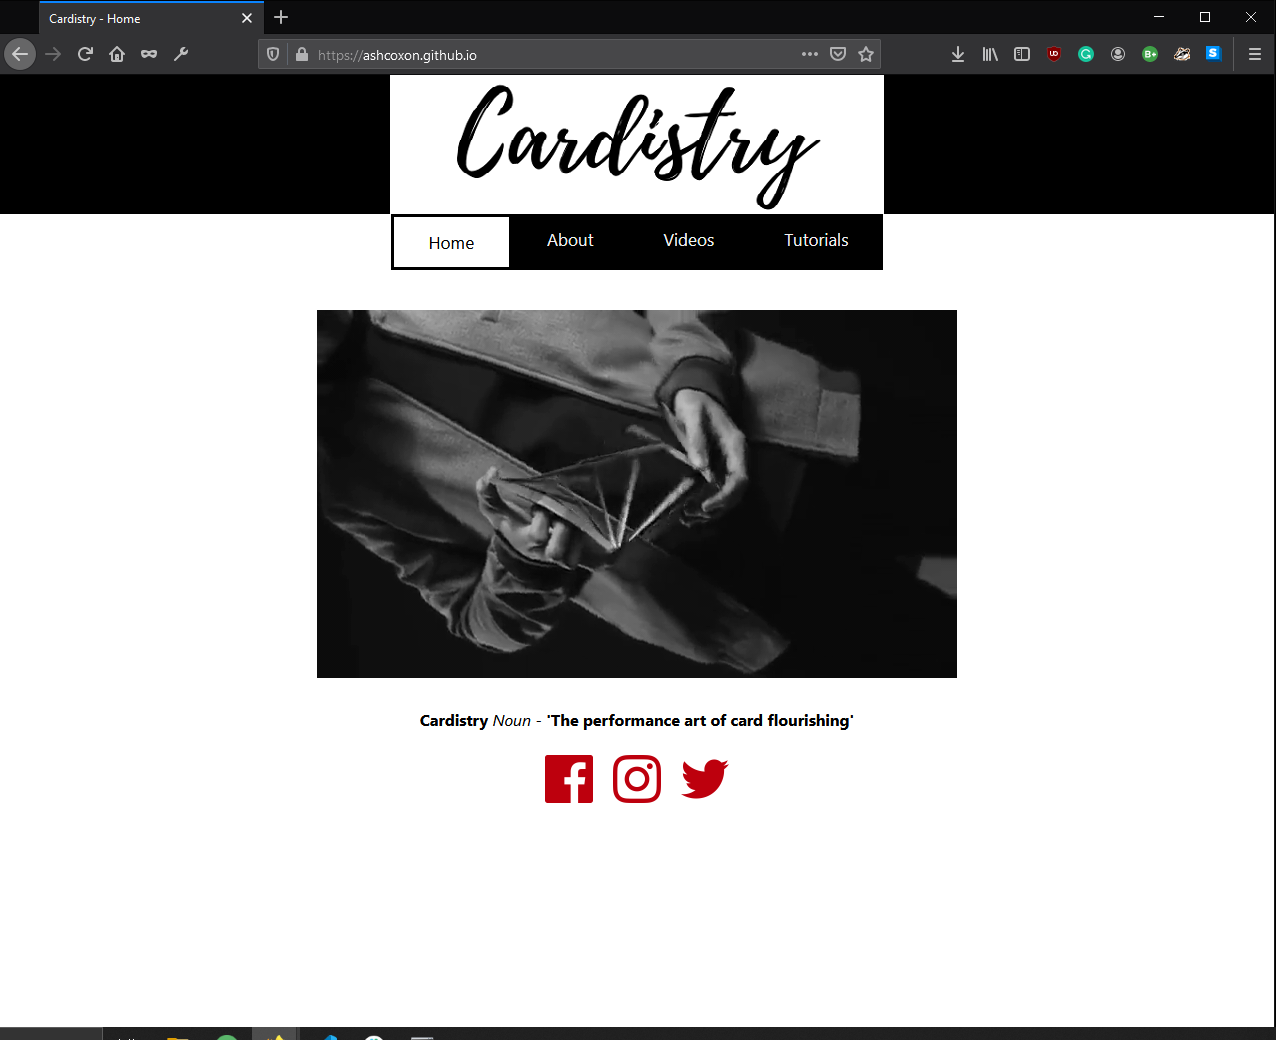 Cardistry - Home
https://ashcoxon.github.io
UD
B+
S
Cardistry
Home About Videos Tutorials
Cardistry Noun - 'The performance art of card flourishing'